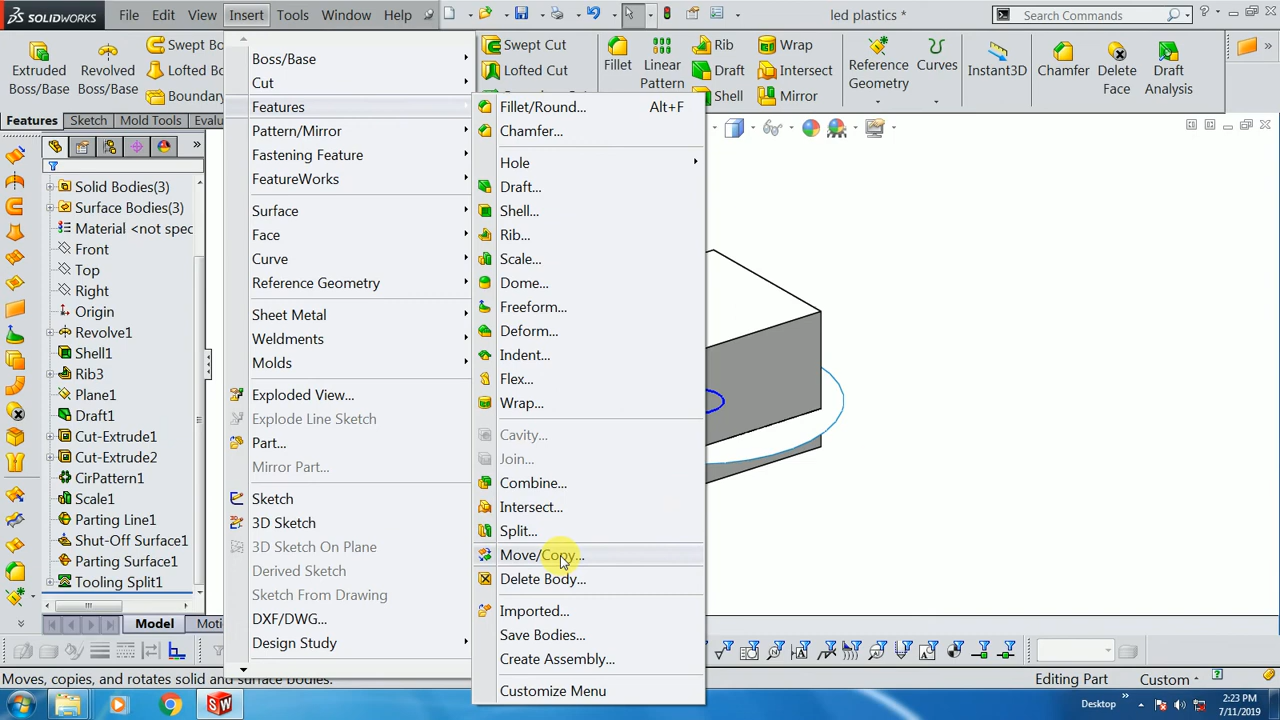 SOLIDWORKS File Edit View Insert Tools Window Help led plastics * Search Commands
Extruded Boss/Base
Revolved Boss/Base
Swept Bo
Lofted Bo
Boundary
Swept Cut
Lofted Cut
Fillet
Linear Pattern
Rib
Draft
Shell
Wrap
Intersect
Mirror
Reference Geometry
Curves
Instant3D
Chamfer
Delete Face
Draft Analysis
Features Sketch Mold Tools Evalu
Solid Bodies(3)
Surface Bodies(3)
Material <not spec
Front
Top
Right
Origin
Revolve1
Shell1
Rib3
Plane1
Draft1
Cut-Extrude1
Cut-Extrude2
CirPattern1
Scale1
Parting Line1
Shut-Off Surface1
Parting Surface1
Tooling Split1
Boss/Base
Cut
Features
Pattern/Mirror
Fastening Feature
FeatureWorks
Surface
Face
Curve
Reference Geometry
Sheet Metal
Weldments
Molds
Exploded View...
Explode Line Sketch
Part...
Mirror Part...
Sketch
3D Sketch
3D Sketch On Plane
Derived Sketch
Sketch From Drawing
DXF/DWG...
Design Study
Fillet/Round... Alt+F
Chamfer...
Hole
Draft...
Shell...
Rib...
Scale...
Dome...
Freeform...
Deform...
Indent...
Flex...
Wrap...
Cavity...
Join...
Combine...
Intersect...
Split...
Move/Copy...
Delete Body...
Imported...
Save Bodies...
Create Assembly...
Customize Menu
Model Moti
Moves, copies, and rotates solid and surface bodies.
Editing Part Custom
Desktop
2:23 PM
7/11/2019